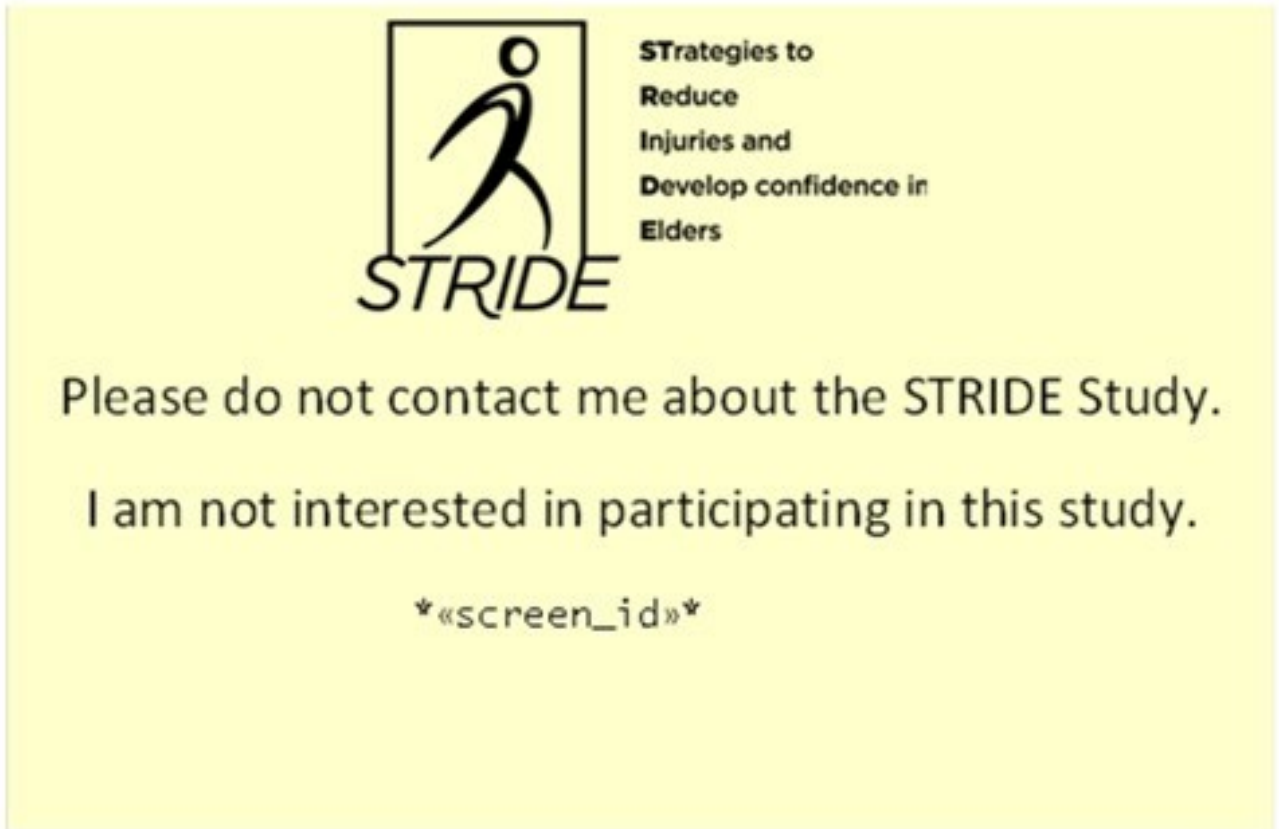 STrategies to
Reduce
Injuries and
Develop confidence in
Elders
STRIDE
Please do not contact me about the STRIDE Study.
I am not interested in participating in this study.
*«screen_id»*